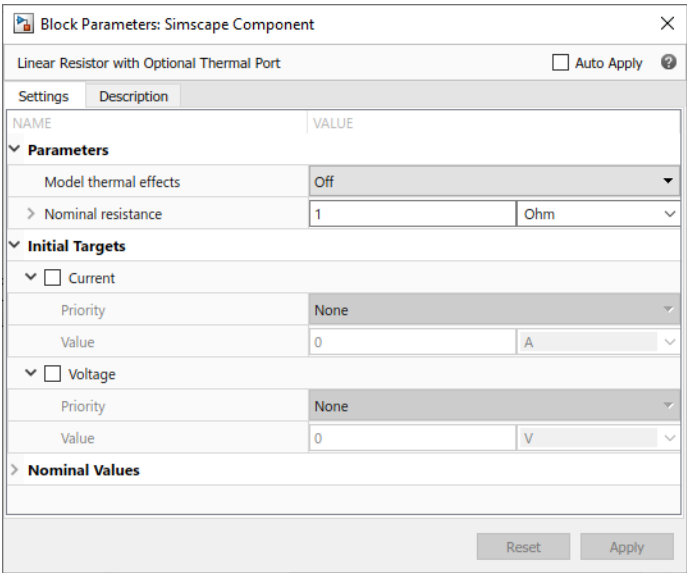 Block Parameters: Simscape Component
Linear Resistor with Optional Thermal Port Auto Apply
Settings Description
NAME VALUE
Parameters
Model thermal effects Off
Nominal resistance 1 Ohm
Initial Targets
Current
Priority None
Value 0 A
Voltage
Priority None
Value 0 V
Nominal Values
Reset Apply